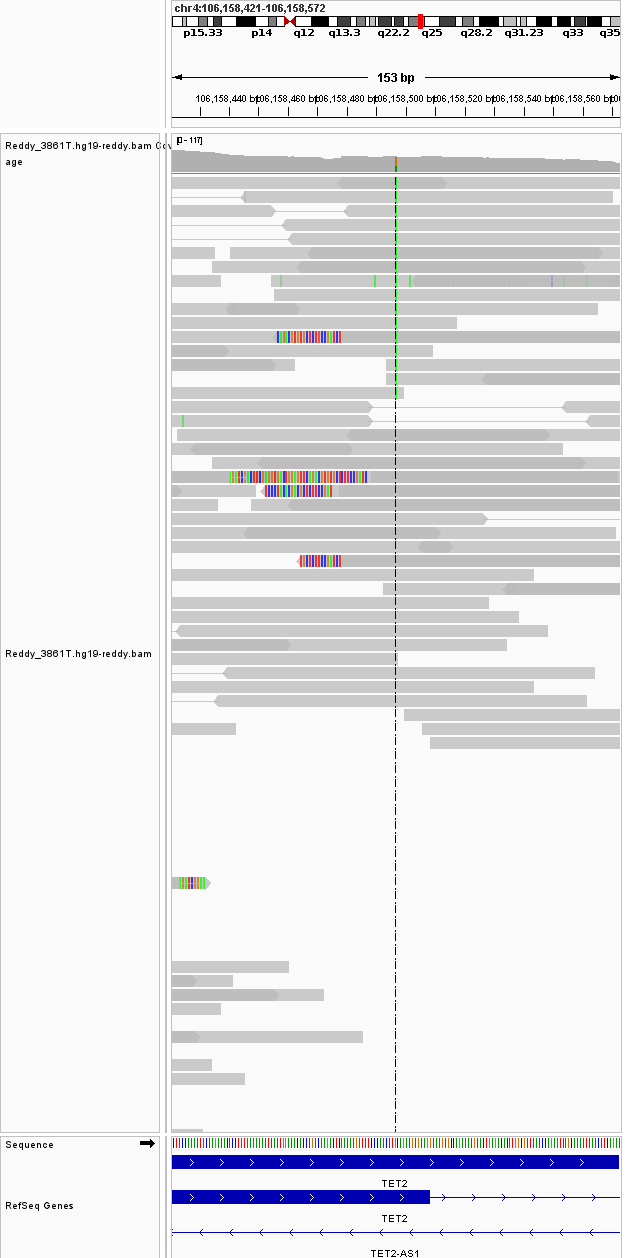 chr4:106,158,421-106,158,572
p15.33 p14 q12 q13.3 q22.2 q25 q28.2 q31.23 q33 q35
153 bp
106,158,440 bp 106,158,460 bp 106,158,480 bp 106,158,500 bp 106,158,520 bp 106,158,540 bp 106,158,560 bp
[0 - 117]
Reddy_3861T.hg19-reddy.bam Cov
age
Reddy_3861T.hg19-reddy.bam
Sequence
TET2
RefSeq Genes
TET2
TET2-AS1